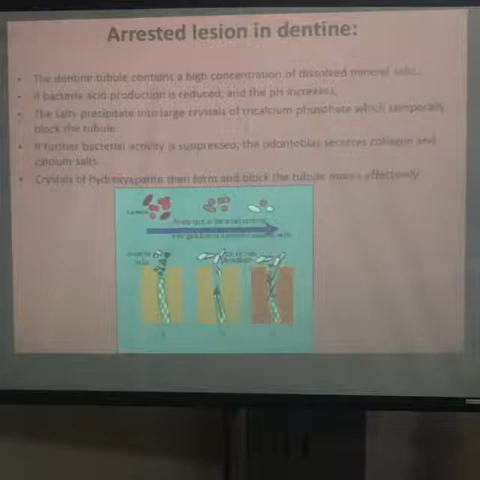 Arrested lesion in dentine:
• The dentine tubule contains a high concentration of dissolved mineral salts.
• If bacteria acid production is reduced, and the pH increases,
• The salts precipitate into large crystals of tricalcium phosphate which temporally
block the tubule.
• If further bacterial activity is suppressed, the odontoblas secretes collagen and
calcium salts.
• Crystals of hydroxyapatite then form and block the tubule more effectively